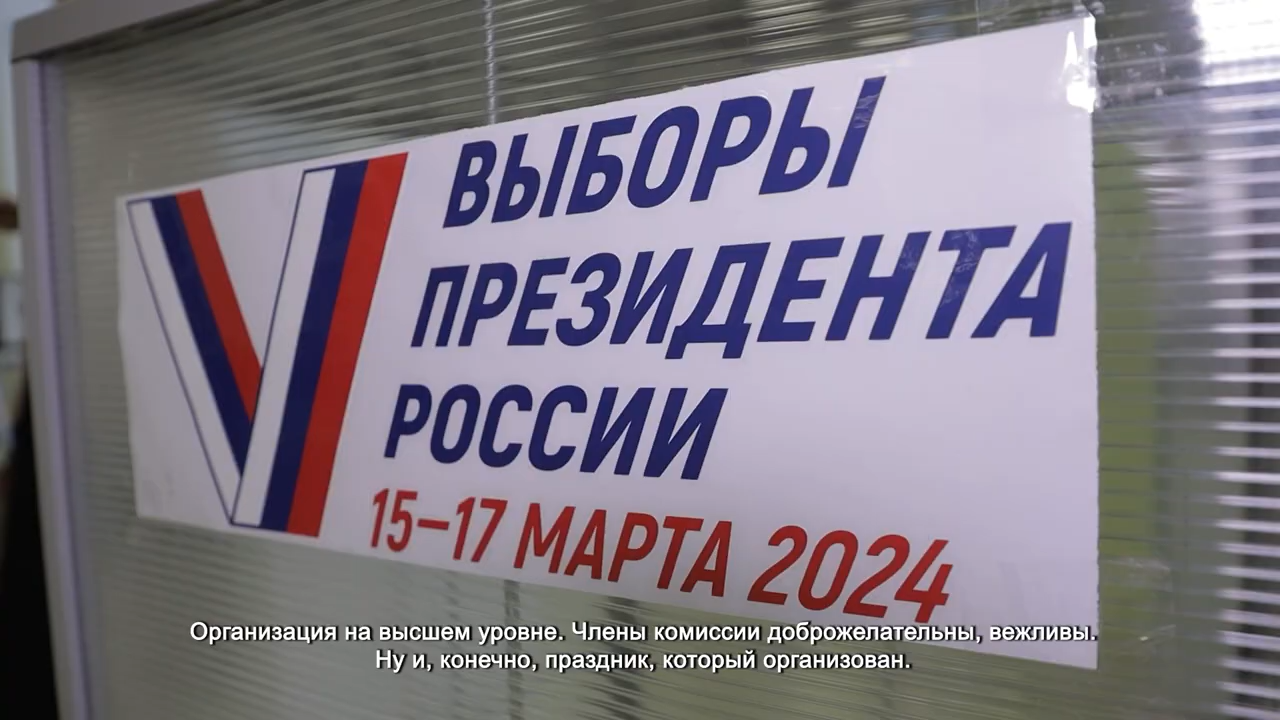 ВЫБОРЫ
ПРЕЗИДЕНТА
РОССИИ
15–17 МАРТА 2024
Организация на высшем уровне. Члены комиссии доброжелательны, вежливы.
Ну и, конечно, праздник, который организован.